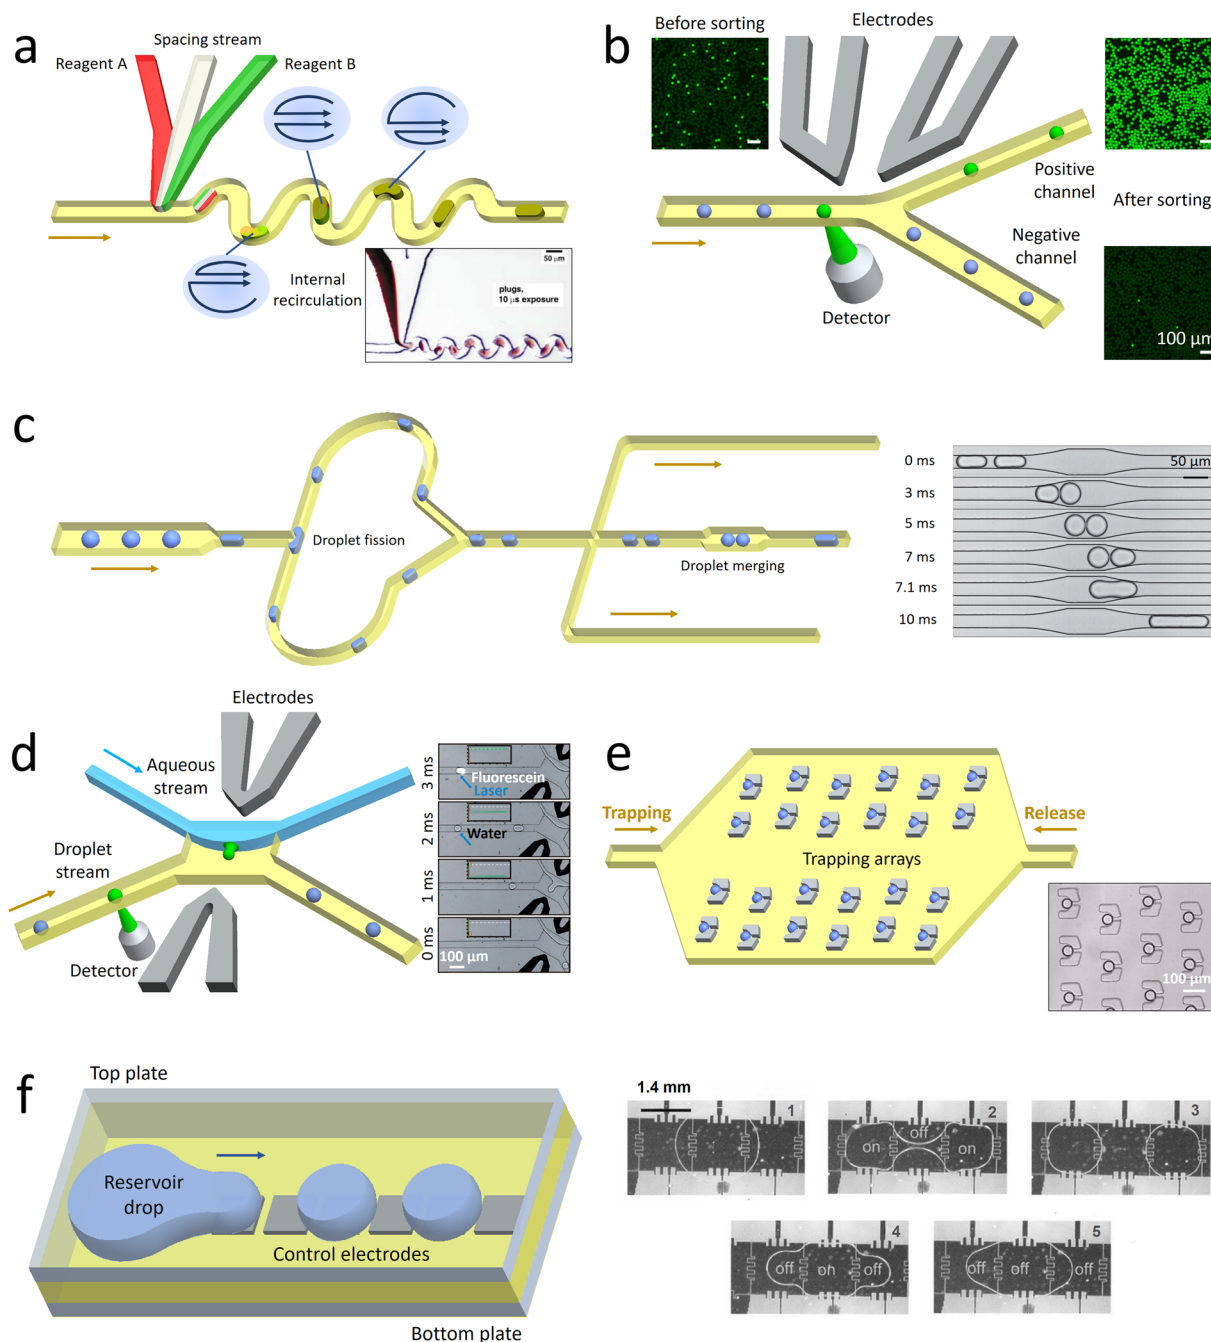 a
Spacing stream
Reagent A
Reagent B
Internal
recirculation
50 µm
plugs,
10 µs exposure
b
Before sorting
Electrodes
Positive
channel
After sorting
Negative
channel
Detector
100 µm
c
Droplet fission
Droplet merging
0 ms
50 µm
3 ms
5 ms
7 ms
7.1 ms
10 ms
d
Electrodes
Aqueous
stream
Droplet
stream
Detector
3 ms
Fluorescein
Laser
2 ms
Water
1 ms
0 ms
100 µm
e
Trapping
Release
Trapping arrays
100 µm
f
Top plate
Reservoir
drop
Control electrodes
Bottom plate
1.4 mm
1
2
off
on
on
3
4
off
on
off
5
off
off
off